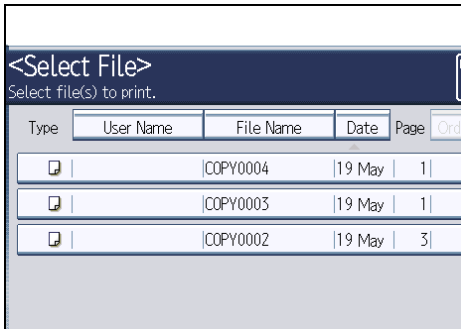 <Select File>
Select file(s) to print.
Type User Name File Name Date Page Ord
COPY0004 19 May 1
COPY0003 19 May 1
COPY0002 19 May 3